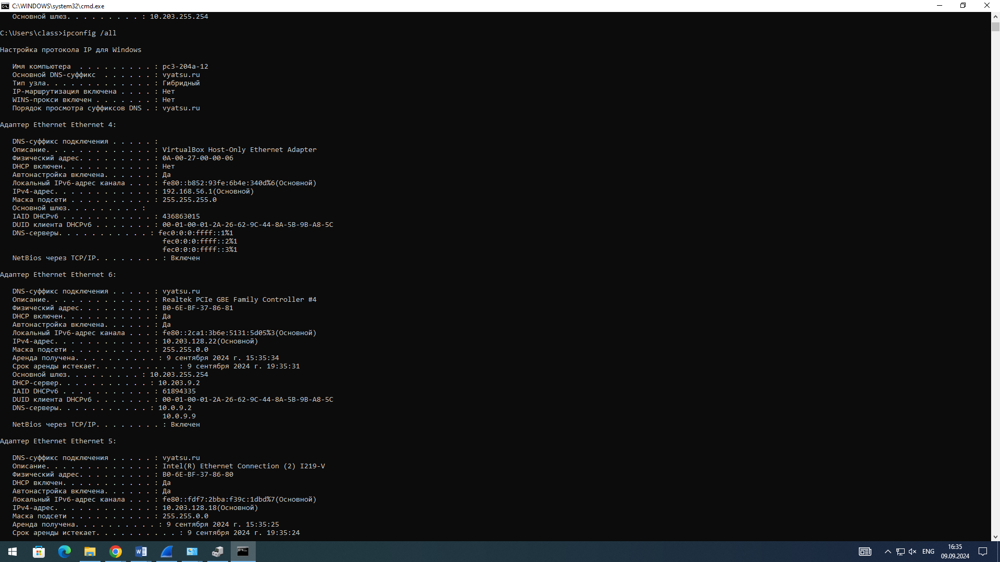 C:\WINDOWS\system32\cmd.exe
Основной шлюз. . . . . . . . . : 10.203.255.254
C:\Users\class>ipconfig /all
Настройка протокола IP для Windows
Имя компьютера  . . . . . . . . . : pc3-204a-12
Основной DNS-суффикс  . . . . . . : vyatsu.ru
Тип узла. . . . . . . . . . . . . : Гибридный
IP-маршрутизация включена . . . . : Нет
WINS-прокси включен . . . . . . . : Нет
Порядок просмотра суффиксов DNS . : vyatsu.ru
Адаптер Ethernet Ethernet 4:
DNS-суффикс подключения . . . . . :
Описание. . . . . . . . . . . . . : VirtualBox Host-Only Ethernet Adapter
Физический адрес. . . . . . . . . : 0A-00-27-00-00-06
DHCP включен. . . . . . . . . . . : Нет
Автонастройка включена. . . . . . : Да
Локальный IPv6-адрес канала . . . : fe80::b852:93fe:6b4e:340d%6(Основной)
IPv4-адрес. . . . . . . . . . . . : 192.168.56.1(Основной)
Маска подсети . . . . . . . . . . : 255.255.255.0
Основной шлюз. . . . . . . . . :
IAID DHCPv6 . . . . . . . . . . . : 436863015
DUID клиента DHCPv6 . . . . . . . : 00-01-00-01-2A-26-62-9C-44-8A-5B-9B-A8-5C
DNS-серверы. . . . . . . . . . . : fec0:0:0:ffff::1%1
fec0:0:0:ffff::2%1
fec0:0:0:ffff::3%1
NetBios через TCP/IP. . . . . . . . : Включен
Адаптер Ethernet Ethernet 6:
DNS-суффикс подключения . . . . . : vyatsu.ru
Описание. . . . . . . . . . . . . : Realtek PCIe GBE Family Controller #4
Физический адрес. . . . . . . . . : B0-6E-BF-37-86-81
DHCP включен. . . . . . . . . . . : Да
Автонастройка включена. . . . . . : Да
Локальный IPv6-адрес канала . . . : fe80::2ca1:3b6e:5131:5d05%3(Основной)
IPv4-адрес. . . . . . . . . . . . : 10.203.128.22(Основной)
Маска подсети . . . . . . . . . . : 255.255.0.0
Аренда получена. . . . . . . . . . : 9 сентября 2024 г. 15:35:34
Срок аренды истекает. . . . . . . . . . : 9 сентября 2024 г. 19:35:31
Основной шлюз. . . . . . . . . : 10.203.255.254
DHCP-сервер. . . . . . . . . . . : 10.203.9.2
IAID DHCPv6 . . . . . . . . . . . : 61894335
DUID клиента DHCPv6 . . . . . . . : 00-01-00-01-2A-26-62-9C-44-8A-5B-9B-A8-5C
DNS-серверы. . . . . . . . . . . : 10.0.9.2
10.0.9.9
NetBios через TCP/IP. . . . . . . . : Включен
Адаптер Ethernet Ethernet 5:
DNS-суффикс подключения . . . . . : vyatsu.ru
Описание. . . . . . . . . . . . . : Intel(R) Ethernet Connection (2) I219-V
Физический адрес. . . . . . . . . : B0-6E-BF-37-86-80
DHCP включен. . . . . . . . . . . : Да
Автонастройка включена. . . . . . : Да
Локальный IPv6-адрес канала . . . : fe80::fdf7:2bba:f39c:1dbd%7(Основной)
IPv4-адрес. . . . . . . . . . . . : 10.203.128.18(Основной)
Маска подсети . . . . . . . . . . : 255.255.0.0
Аренда получена. . . . . . . . . . : 9 сентября 2024 г. 15:35:25
Срок аренды истекает. . . . . . . . . . : 9 сентября 2024 г. 19:35:24
ENG
16:35
09.09.2024